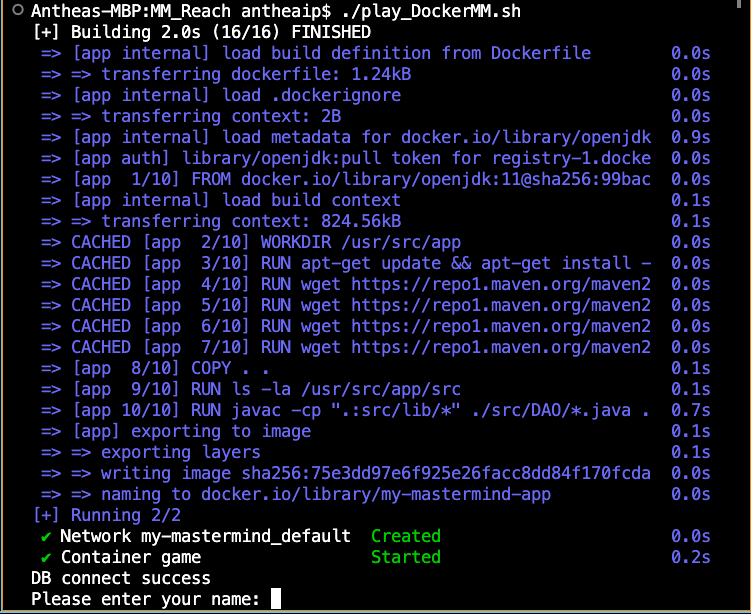 Antheas-MBP:MM_Reach antheaip$ ./play_DockerMM.sh
[+] Building 2.0s (16/16) FINISHED
=> [app internal] load build definition from Dockerfile 0.0s
=> => transferring dockerfile: 1.24kB 0.0s
=> [app internal] load .dockerignore 0.0s
=> => transferring context: 2B 0.0s
=> [app internal] load metadata for docker.io/library/openjdk 0.9s
=> [app auth] library/openjdk:pull token for registry-1.docke 0.0s
=> [app  1/10] FROM docker.io/library/openjdk:11@sha256:99bac 0.0s
=> [app internal] load build context 0.1s
=> => transferring context: 824.56kB 0.1s
=> CACHED [app  2/10] WORKDIR /usr/src/app 0.0s
=> CACHED [app  3/10] RUN apt-get update && apt-get install - 0.0s
=> CACHED [app  4/10] RUN wget https://repo1.maven.org/maven2 0.0s
=> CACHED [app  5/10] RUN wget https://repo1.maven.org/maven2 0.0s
=> CACHED [app  6/10] RUN wget https://repo1.maven.org/maven2 0.0s
=> CACHED [app  7/10] RUN wget https://repo1.maven.org/maven2 0.0s
=> [app  8/10] COPY . . 0.1s
=> [app  9/10] RUN ls -la /usr/src/app/src 0.1s
=> [app 10/10] RUN javac -cp ".:src/lib/*" ./src/DAO/*.java . 0.7s
=> [app] exporting to image 0.1s
=> => exporting layers 0.1s
=> => writing image sha256:75e3dd97e6f925e26facc8dd84f170fcda 0.0s
=> => naming to docker.io/library/my-mastermind-app 0.0s
[+] Running 2/2
✔ Network my-mastermind_default Created 0.0s
✔ Container game Started 0.2s
DB connect success
Please enter your name: